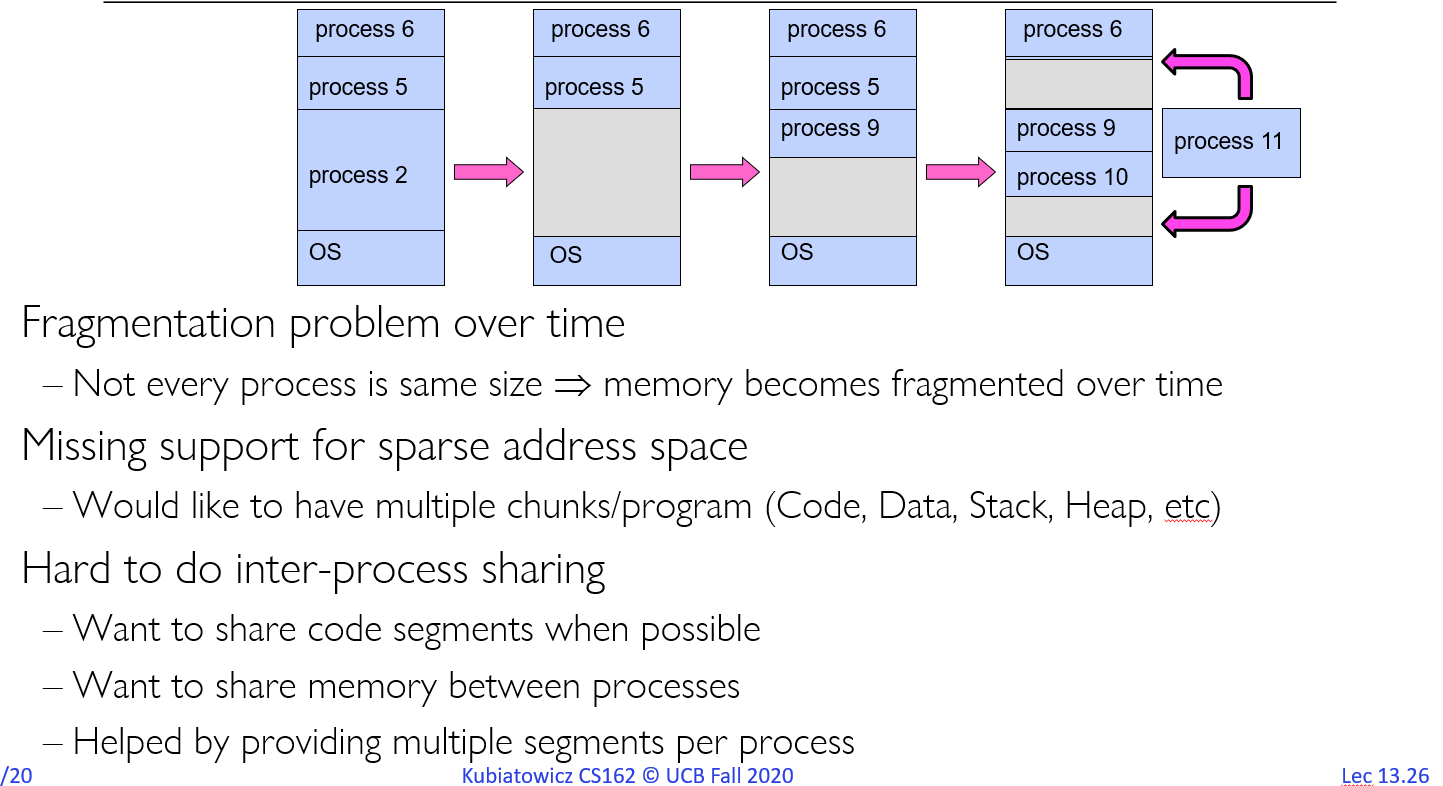 process 6 process 6 process 6 process 6
process 5 process 5 process 5
process 9 process 9 process 11
process 2 process 10
OS OS OS OS
Fragmentation problem over time
– Not every process is same size ⇒ memory becomes fragmented over time
Missing support for sparse address space
– Would like to have multiple chunks/program (Code, Data, Stack, Heap, etc)
Hard to do inter-process sharing
– Want to share code segments when possible
– Want to share memory between processes
– Helped by providing multiple segments per process
/20 Kubiatowicz CS162 © UCB Fall 2020 Lec 13.26